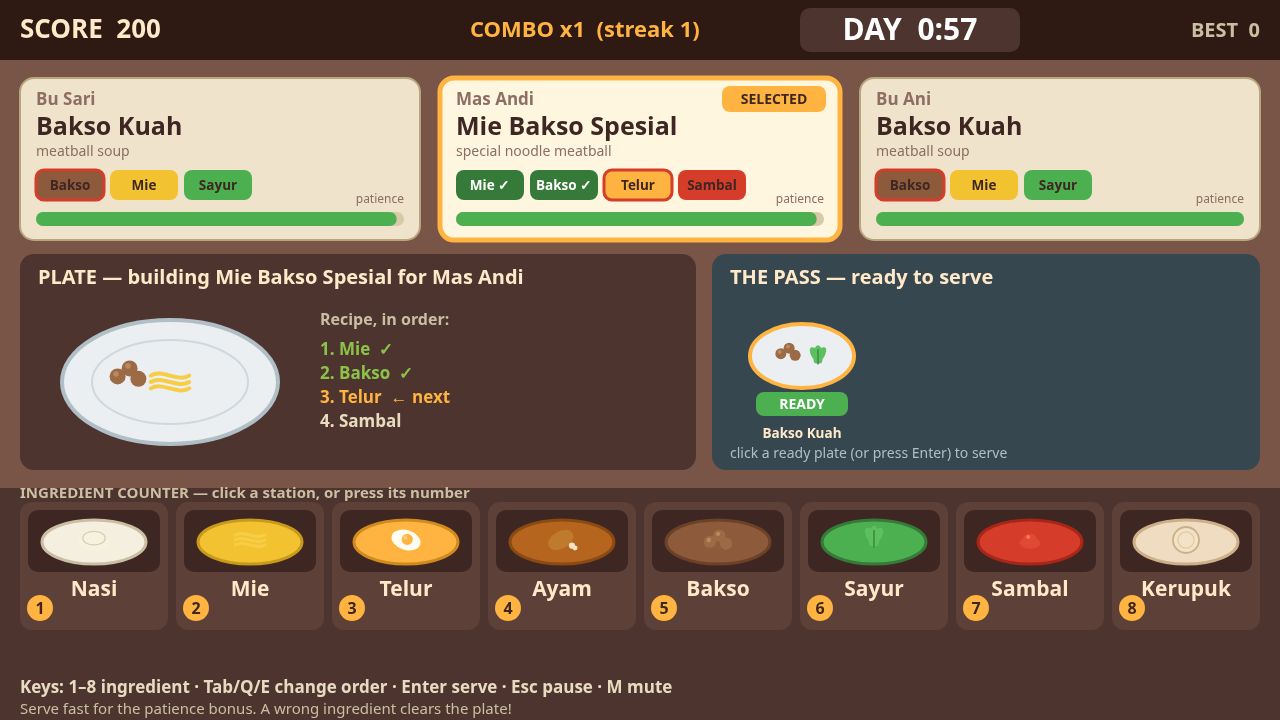 SCORE 200
COMBO x1 (streak 1)
DAY 0:57
BEST 0
Bu Sari
Bakso Kuah
meatball soup
Bakso Mie Sayur
patience
Mas Andi
SELECTED
Mie Bakso Spesial
special noodle meatball
Mie ✓ Bakso ✓ Telur Sambal
patience
Bu Ani
Bakso Kuah
meatball soup
Bakso Mie Sayur
patience
PLATE — building Mie Bakso Spesial for Mas Andi
Recipe, in order:
1. Mie ✓
2. Bakso ✓
3. Telur ← next
4. Sambal
THE PASS — ready to serve
READY
Bakso Kuah
click a ready plate (or press Enter) to serve
INGREDIENT COUNTER — click a station, or press its number
Nasi
1
Mie
2
Telur
3
Ayam
4
Bakso
5
Sayur
6
Sambal
7
Kerupuk
8
Keys: 1–8 ingredient · Tab/Q/E change order · Enter serve · Esc pause · M mute
Serve fast for the patience bonus. A wrong ingredient clears the plate!